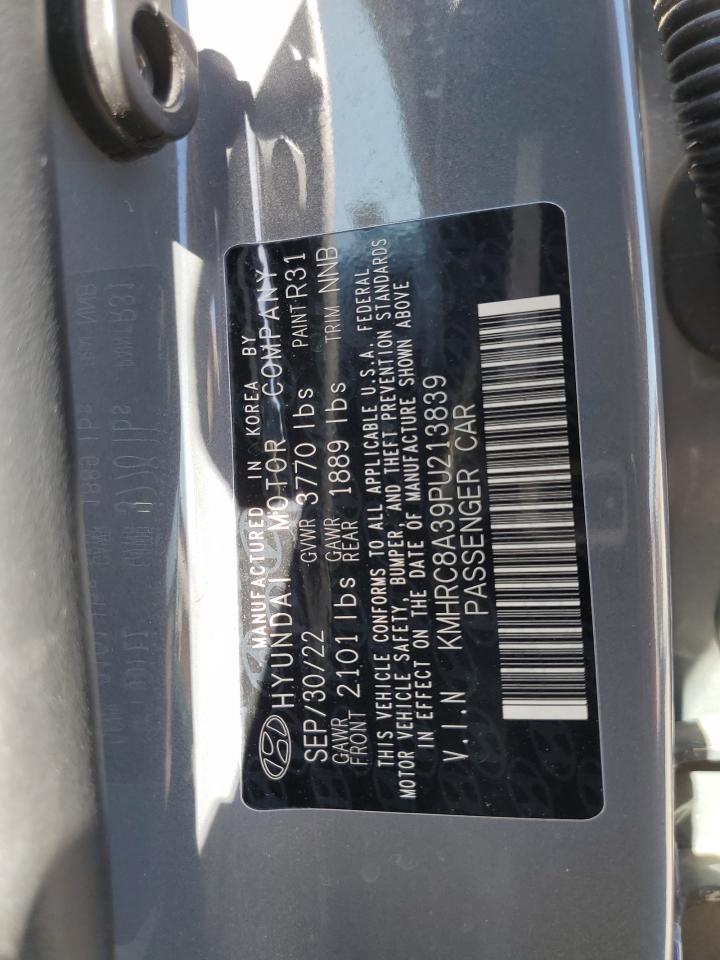 MANUFACTURED IN KOREA BY
HYUNDAI MOTOR COMPANY
SEP/30/22 GVWR 3770 lbs PAINT R31
GAWR FRONT 2101 lbs GAWR REAR 1889 lbs TRIM NNB
THIS VEHICLE CONFORMS TO ALL APPLICABLE U.S.A. FEDERAL
MOTOR VEHICLE SAFETY, BUMPER, AND THEFT PREVENTION STANDARDS
IN EFFECT ON THE DATE OF MANUFACTURE SHOWN ABOVE
V.I.N KMHRC8A39PU213839
PASSENGER CAR